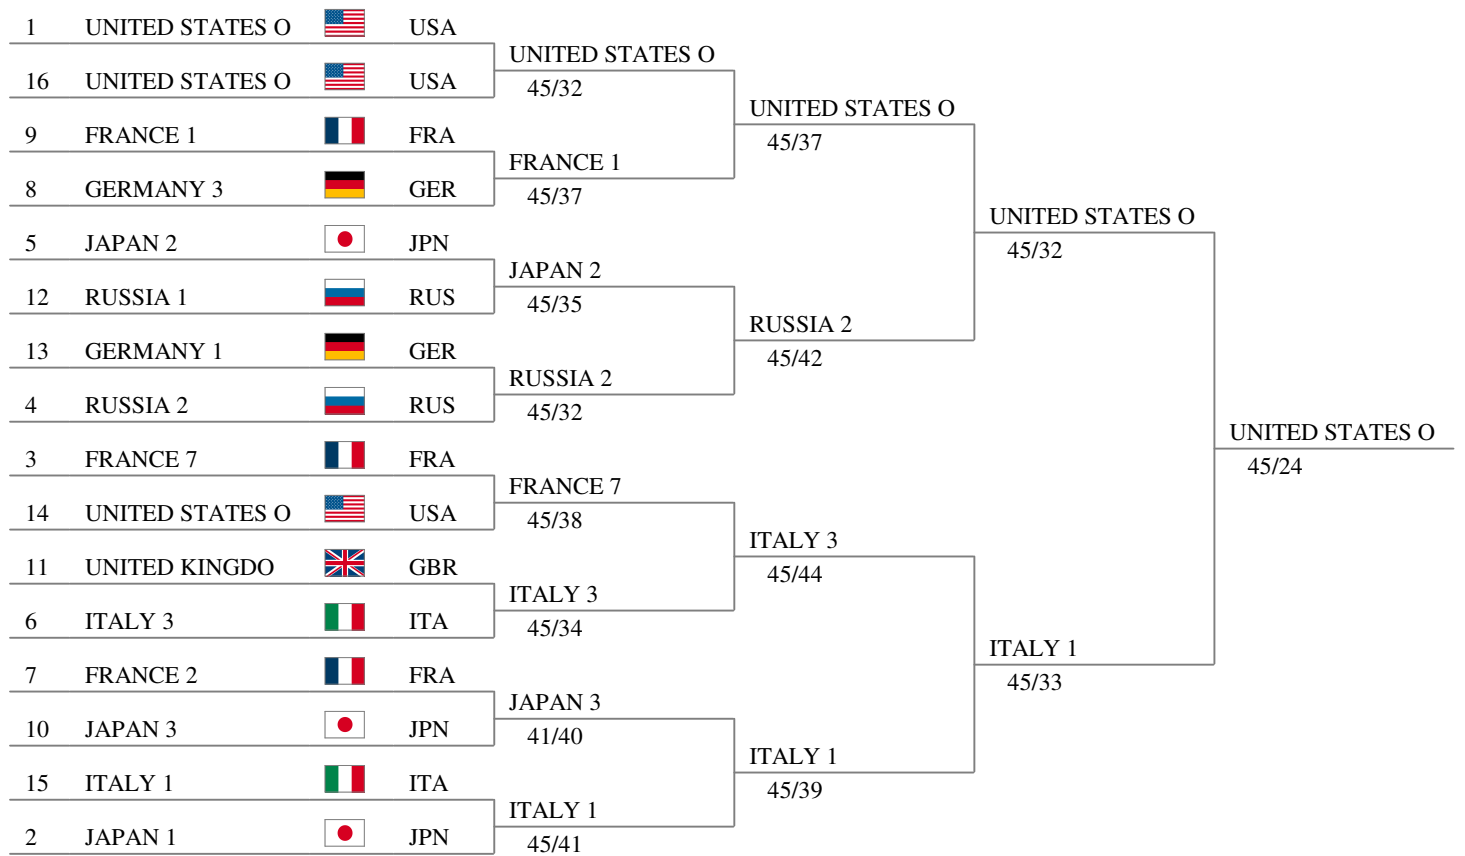 1 UNITED STATES O USA
16 UNITED STATES O USA
9 FRANCE 1 FRA
8 GERMANY 3 GER
5 JAPAN 2 JPN
12 RUSSIA 1 RUS
13 GERMANY 1 GER
4 RUSSIA 2 RUS
3 FRANCE 7 FRA
14 UNITED STATES O USA
11 UNITED KINGDO GBR
6 ITALY 3 ITA
7 FRANCE 2 FRA
10 JAPAN 3 JPN
15 ITALY 1 ITA
2 JAPAN 1 JPN
UNITED STATES O
45/32
FRANCE 1
45/37
JAPAN 2
45/35
RUSSIA 2
45/32
FRANCE 7
45/38
ITALY 3
45/34
JAPAN 3
41/40
ITALY 1
45/41
UNITED STATES O
45/37
RUSSIA 2
45/42
ITALY 3
45/44
ITALY 1
45/39
UNITED STATES O
45/32
ITALY 1
45/33
UNITED STATES O
45/24